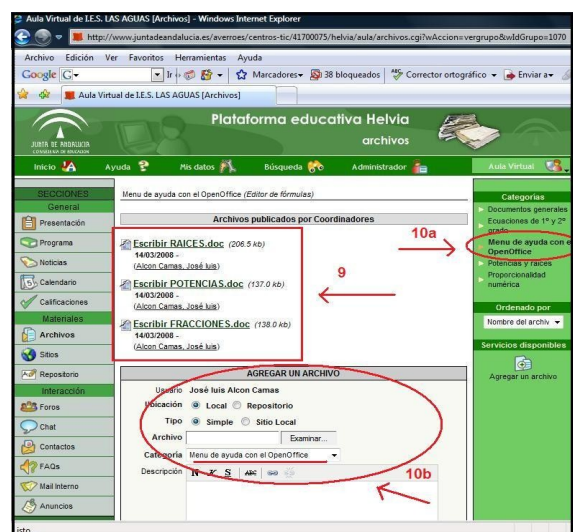 Aula Virtual de I.E.S. LAS AGUAS [Archivos] - Windows Internet Explorer
http://www.juntadeandalucia.es/averroes/centros-tic/41700075/helvia/aula/archivos.cgi?wAccion=vergrupo&wIdGrupo=1070
Archivo Edición Ver Favoritos Herramientas Ayuda
Google G Ir Marcadores 38 bloqueados Corrector ortográfico Enviar a
Aula Virtual de I.E.S. LAS AGUAS [Archivos]
JUNTA DE ANDALUCIA
CONSEJERÍA DE EDUCACIÓN
Plataforma educativa Helvia
archivos
Inicio Ayuda Mis datos Búsqueda Administrador Aula Virtual
SECCIONES
General
Presentación
Programa
Noticias
Calendario
Calificaciones
Materiales
Archivos
Sitios
Repositorio
Interacción
Foros
Chat
Contactos
FAQs
Mail Interno
Anuncios
Menu de ayuda con el OpenOffice (Editor de fórmulas)
Archivos publicados por Coordinadores
Escribir RAICES.doc (206.5 kb)
14/03/2008 -
(Alcon Camas, José luis)
Escribir POTENCIAS.doc (137.0 kb)
14/03/2008 -
(Alcon Camas, José luis)
Escribir FRACCIONES.doc (138.0 kb)
14/03/2008 -
(Alcon Camas, José luis)
9
10a
AGREGAR UN ARCHIVO
Usuario José luis Alcon Camas
Ubicación Local Repositorio
Tipo Simple Sitio Local
Archivo Examinar...
Categoría Menu de ayuda con el OpenOffice
Descripción N K S ABC
10b
Categorías
Documentos generales
Ecuaciones de 1º y 2º
grado
Menu de ayuda con e
OpenOffice
Potencias y raices
Proporcionalidad
numérica
Ordenado por
Nombre del archiv
Servicios disponibles
Agregar un archivo
isto